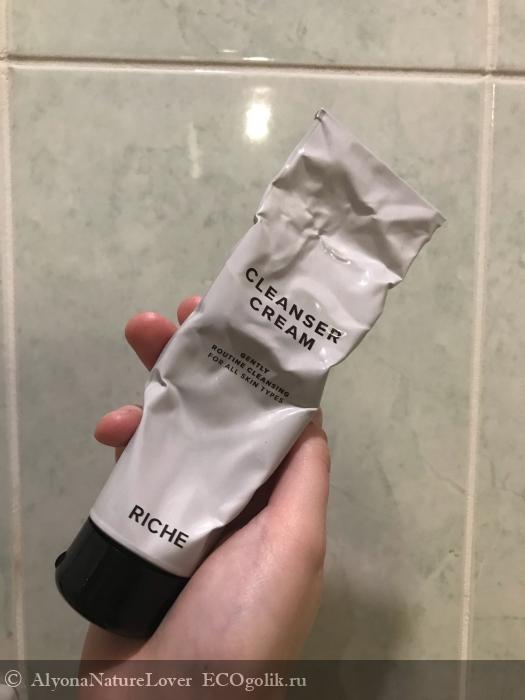 CLEANSER
CREAM
GENTLY
ROUTINE CLEANSING
FOR ALL SKIN TYPES
RICHE
© AlyonaNatureLover ECOgolik.ru